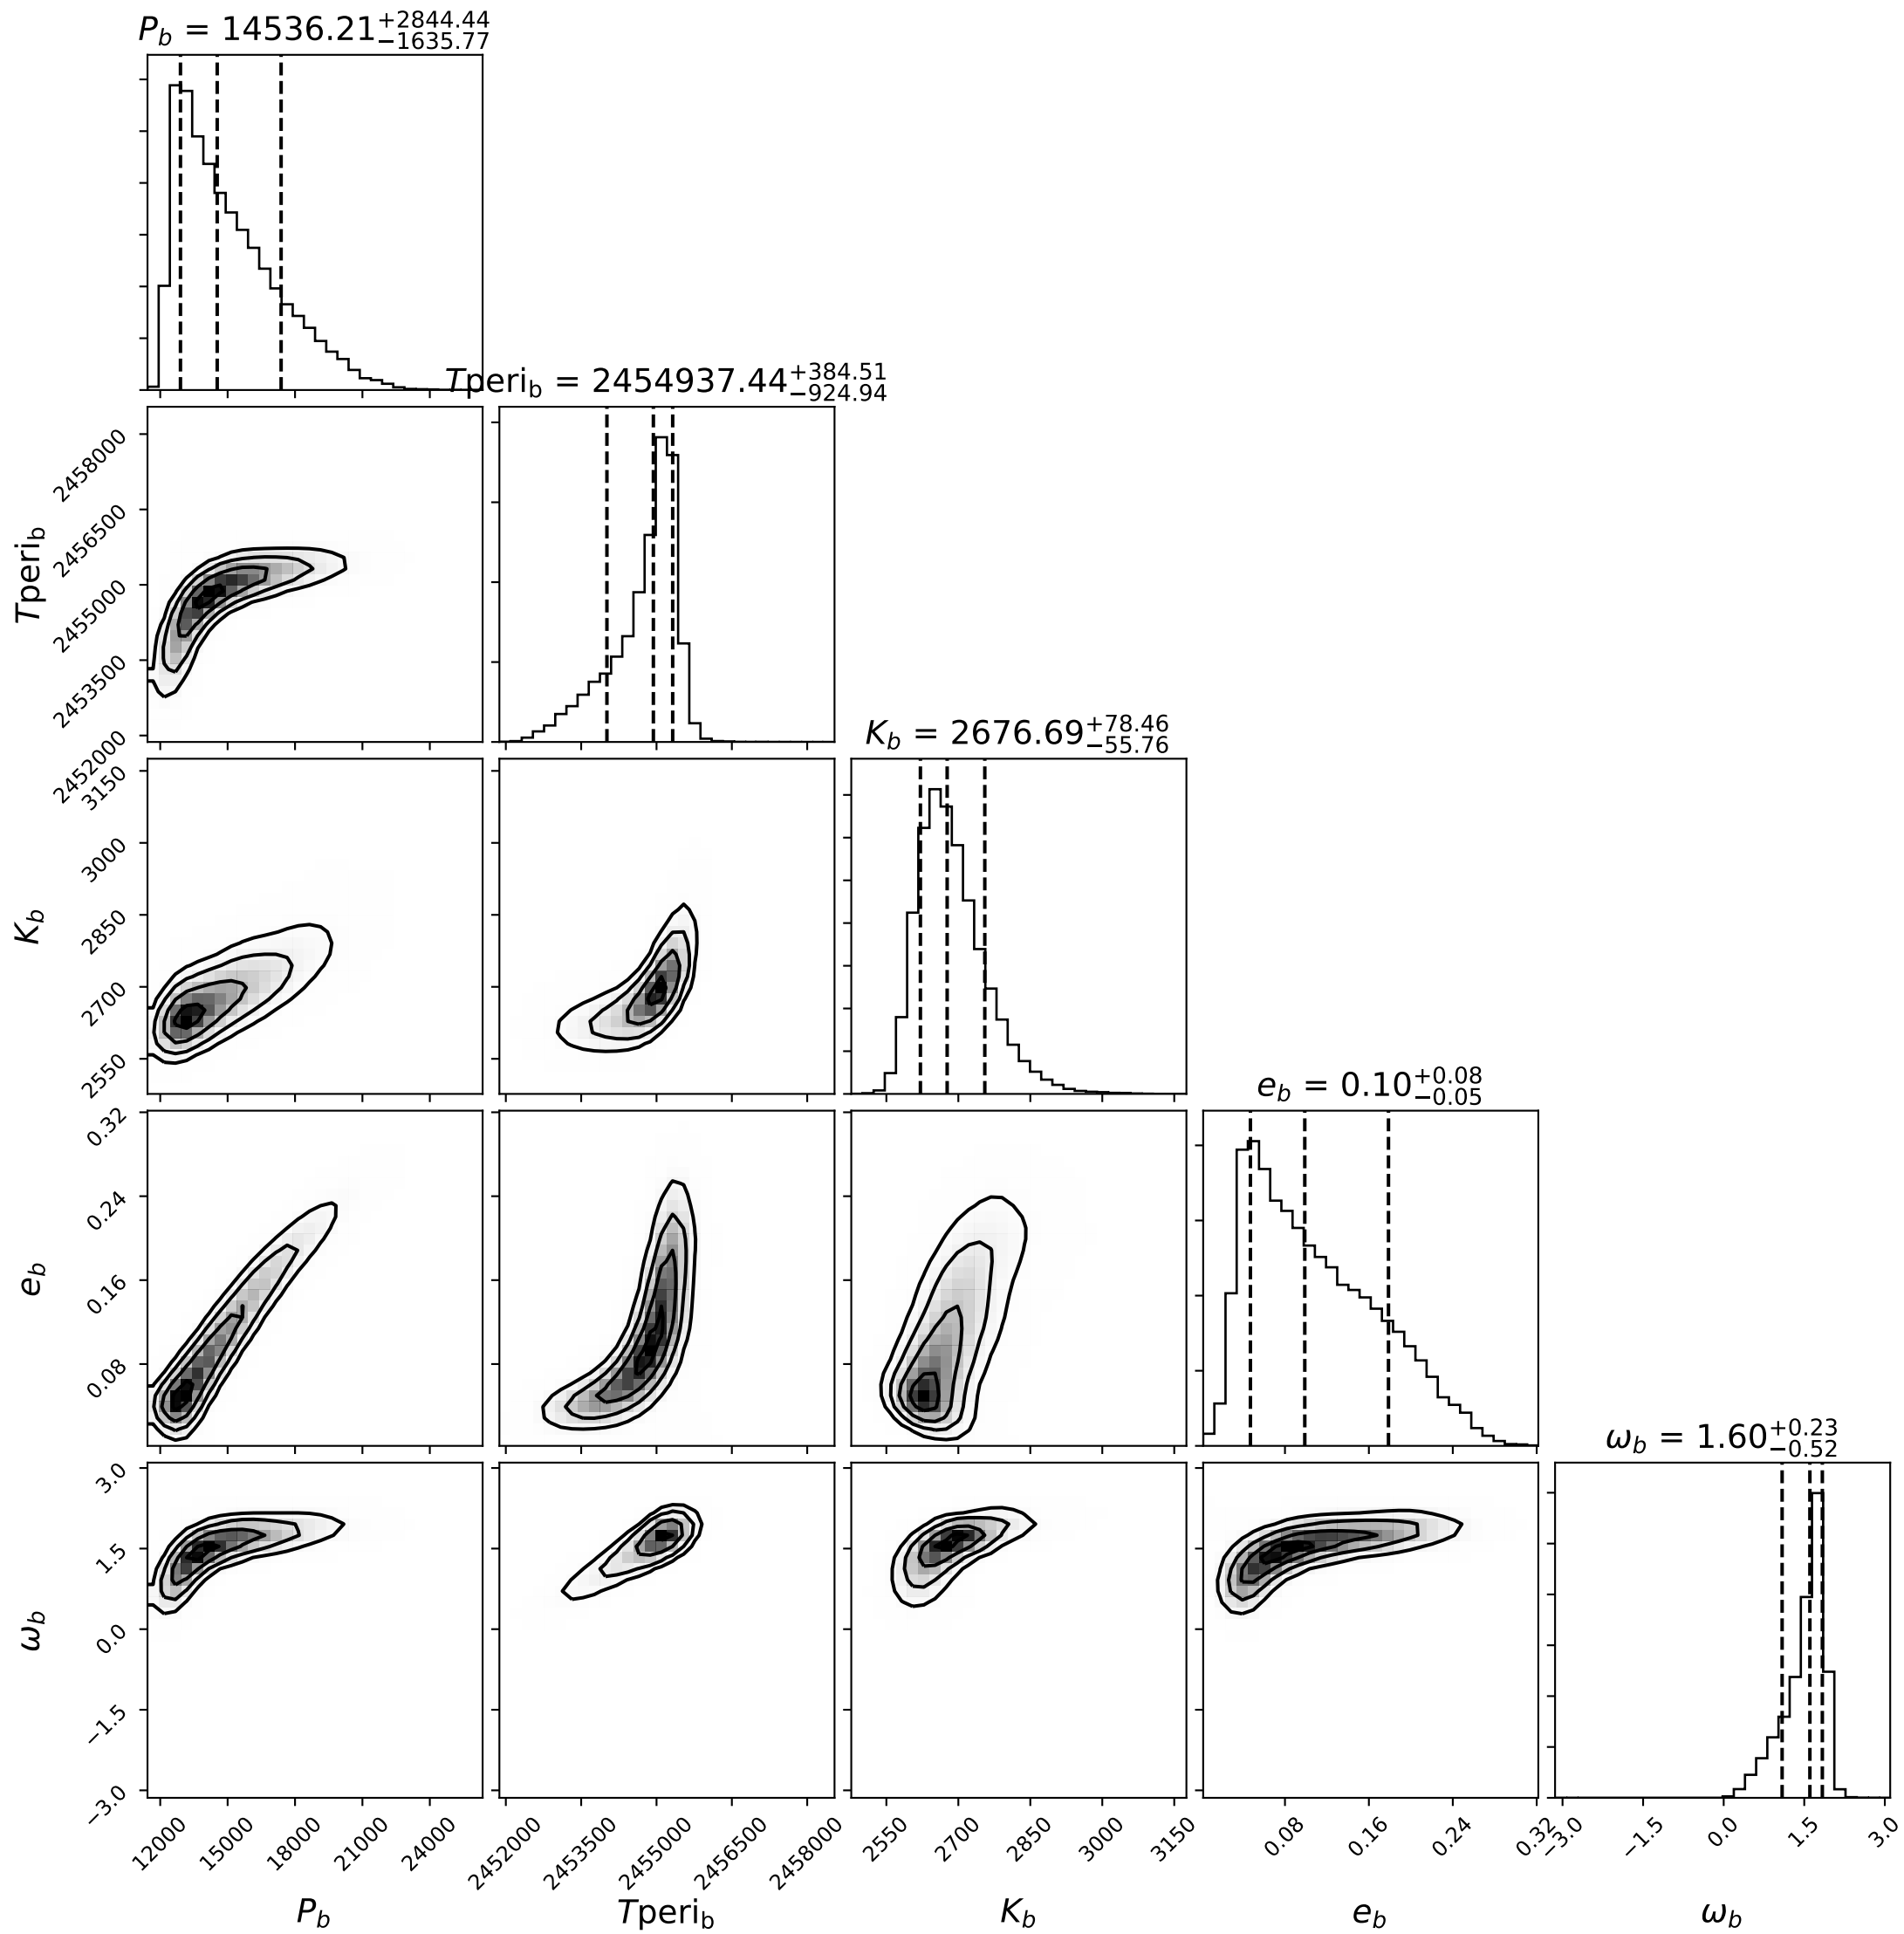 P_b = 14536.21^{+2844.44}_{−1635.77}
Tperi_b = 2454937.44^{+384.51}_{−924.94}
2458000
2456500
2455000
2453500
2452000
Tperi_b
K_b = 2676.69^{+78.46}_{−55.76}
3150
3000
2850
2700
2550
K_b
e_b = 0.10^{+0.08}_{−0.05}
0.32
0.24
0.16
0.08
e_b
ω_b = 1.60^{+0.23}_{−0.52}
3.0
1.5
0.0
−1.5
−3.0
ω_b
12000 15000 18000 21000 24000 2452000 2453500 2455000 2456500 2458000 2550 2700 2850 3000 3150 0.08 0.16 0.24 0.32 −3.0 −1.5 0.0 1.5 3.0
P_b Tperi_b K_b e_b ω_b